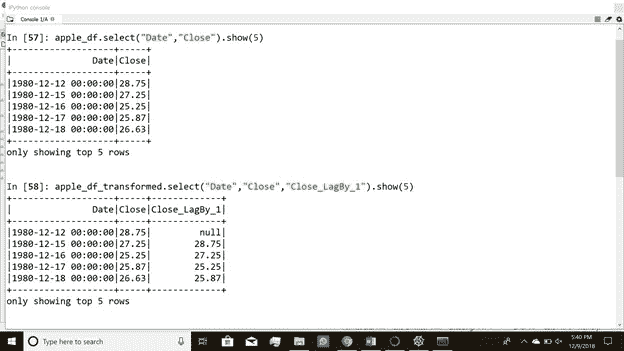 IPython console
Console 1/A
In [57]: apple_df.select("Date","Close").show(5)
+-------------------+-----+
|               Date|Close|
+-------------------+-----+
|1980-12-12 00:00:00|28.75|
|1980-12-15 00:00:00|27.25|
|1980-12-16 00:00:00|25.25|
|1980-12-17 00:00:00|25.87|
|1980-12-18 00:00:00|26.63|
+-------------------+-----+
only showing top 5 rows
In [58]: apple_df_transformed.select("Date","Close","Close_LagBy_1").show(5)
+-------------------+-----+-------------+
|               Date|Close|Close_LagBy_1|
+-------------------+-----+-------------+
|1980-12-12 00:00:00|28.75|         null|
|1980-12-15 00:00:00|27.25|        28.75|
|1980-12-16 00:00:00|25.25|        27.25|
|1980-12-17 00:00:00|25.87|        25.25|
|1980-12-18 00:00:00|26.63|        25.87|
+-------------------+-----+-------------+
only showing top 5 rows
Type here to search
5:40 PM
12/9/2018